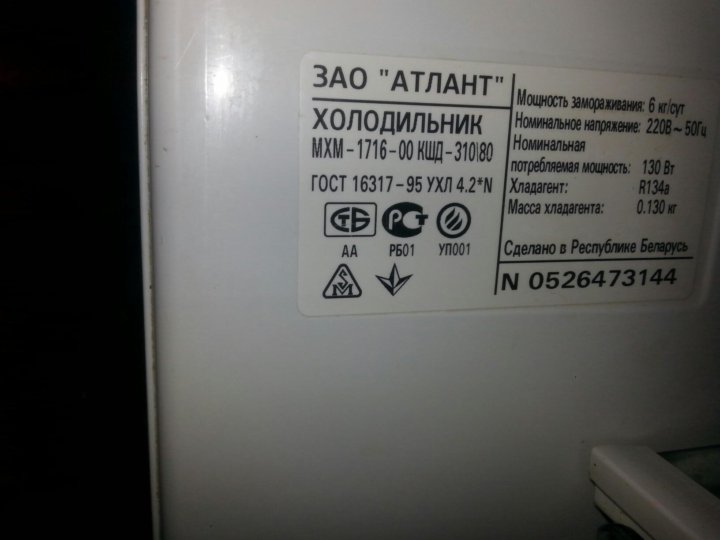 ЗАО "АТЛАНТ"
ХОЛОДИЛЬНИК
МХМ-1716-00 КШД-310\80
ГОСТ 16317-95 УХЛ 4.2*N
СТБ РСТ
АА РБ01 УП001
Мощность замораживания: 6 кг/сут
Номинальное напряжение: 220В ~ 50Гц
Номинальная
потребляемая мощность: 130 Вт
Хладагент: R134a
Масса хладагента: 0.130 кг
Сделано в Республике Беларусь
N 0526473144